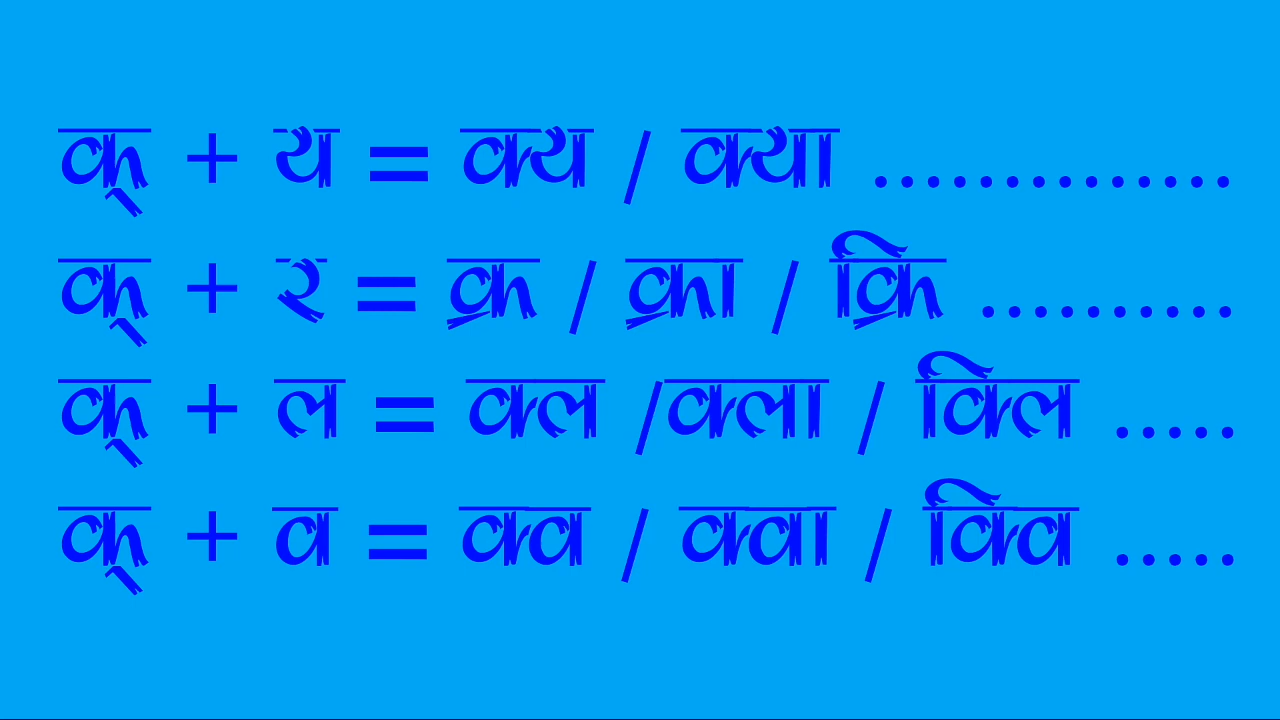 क् + य = क्य / क्या ..............
क् + र = क्र / क्रा / क्रि ..........
क् + ल = क्ल /क्ला / क्लि .....
क् + व = क्व / क्वा / क्वि .....